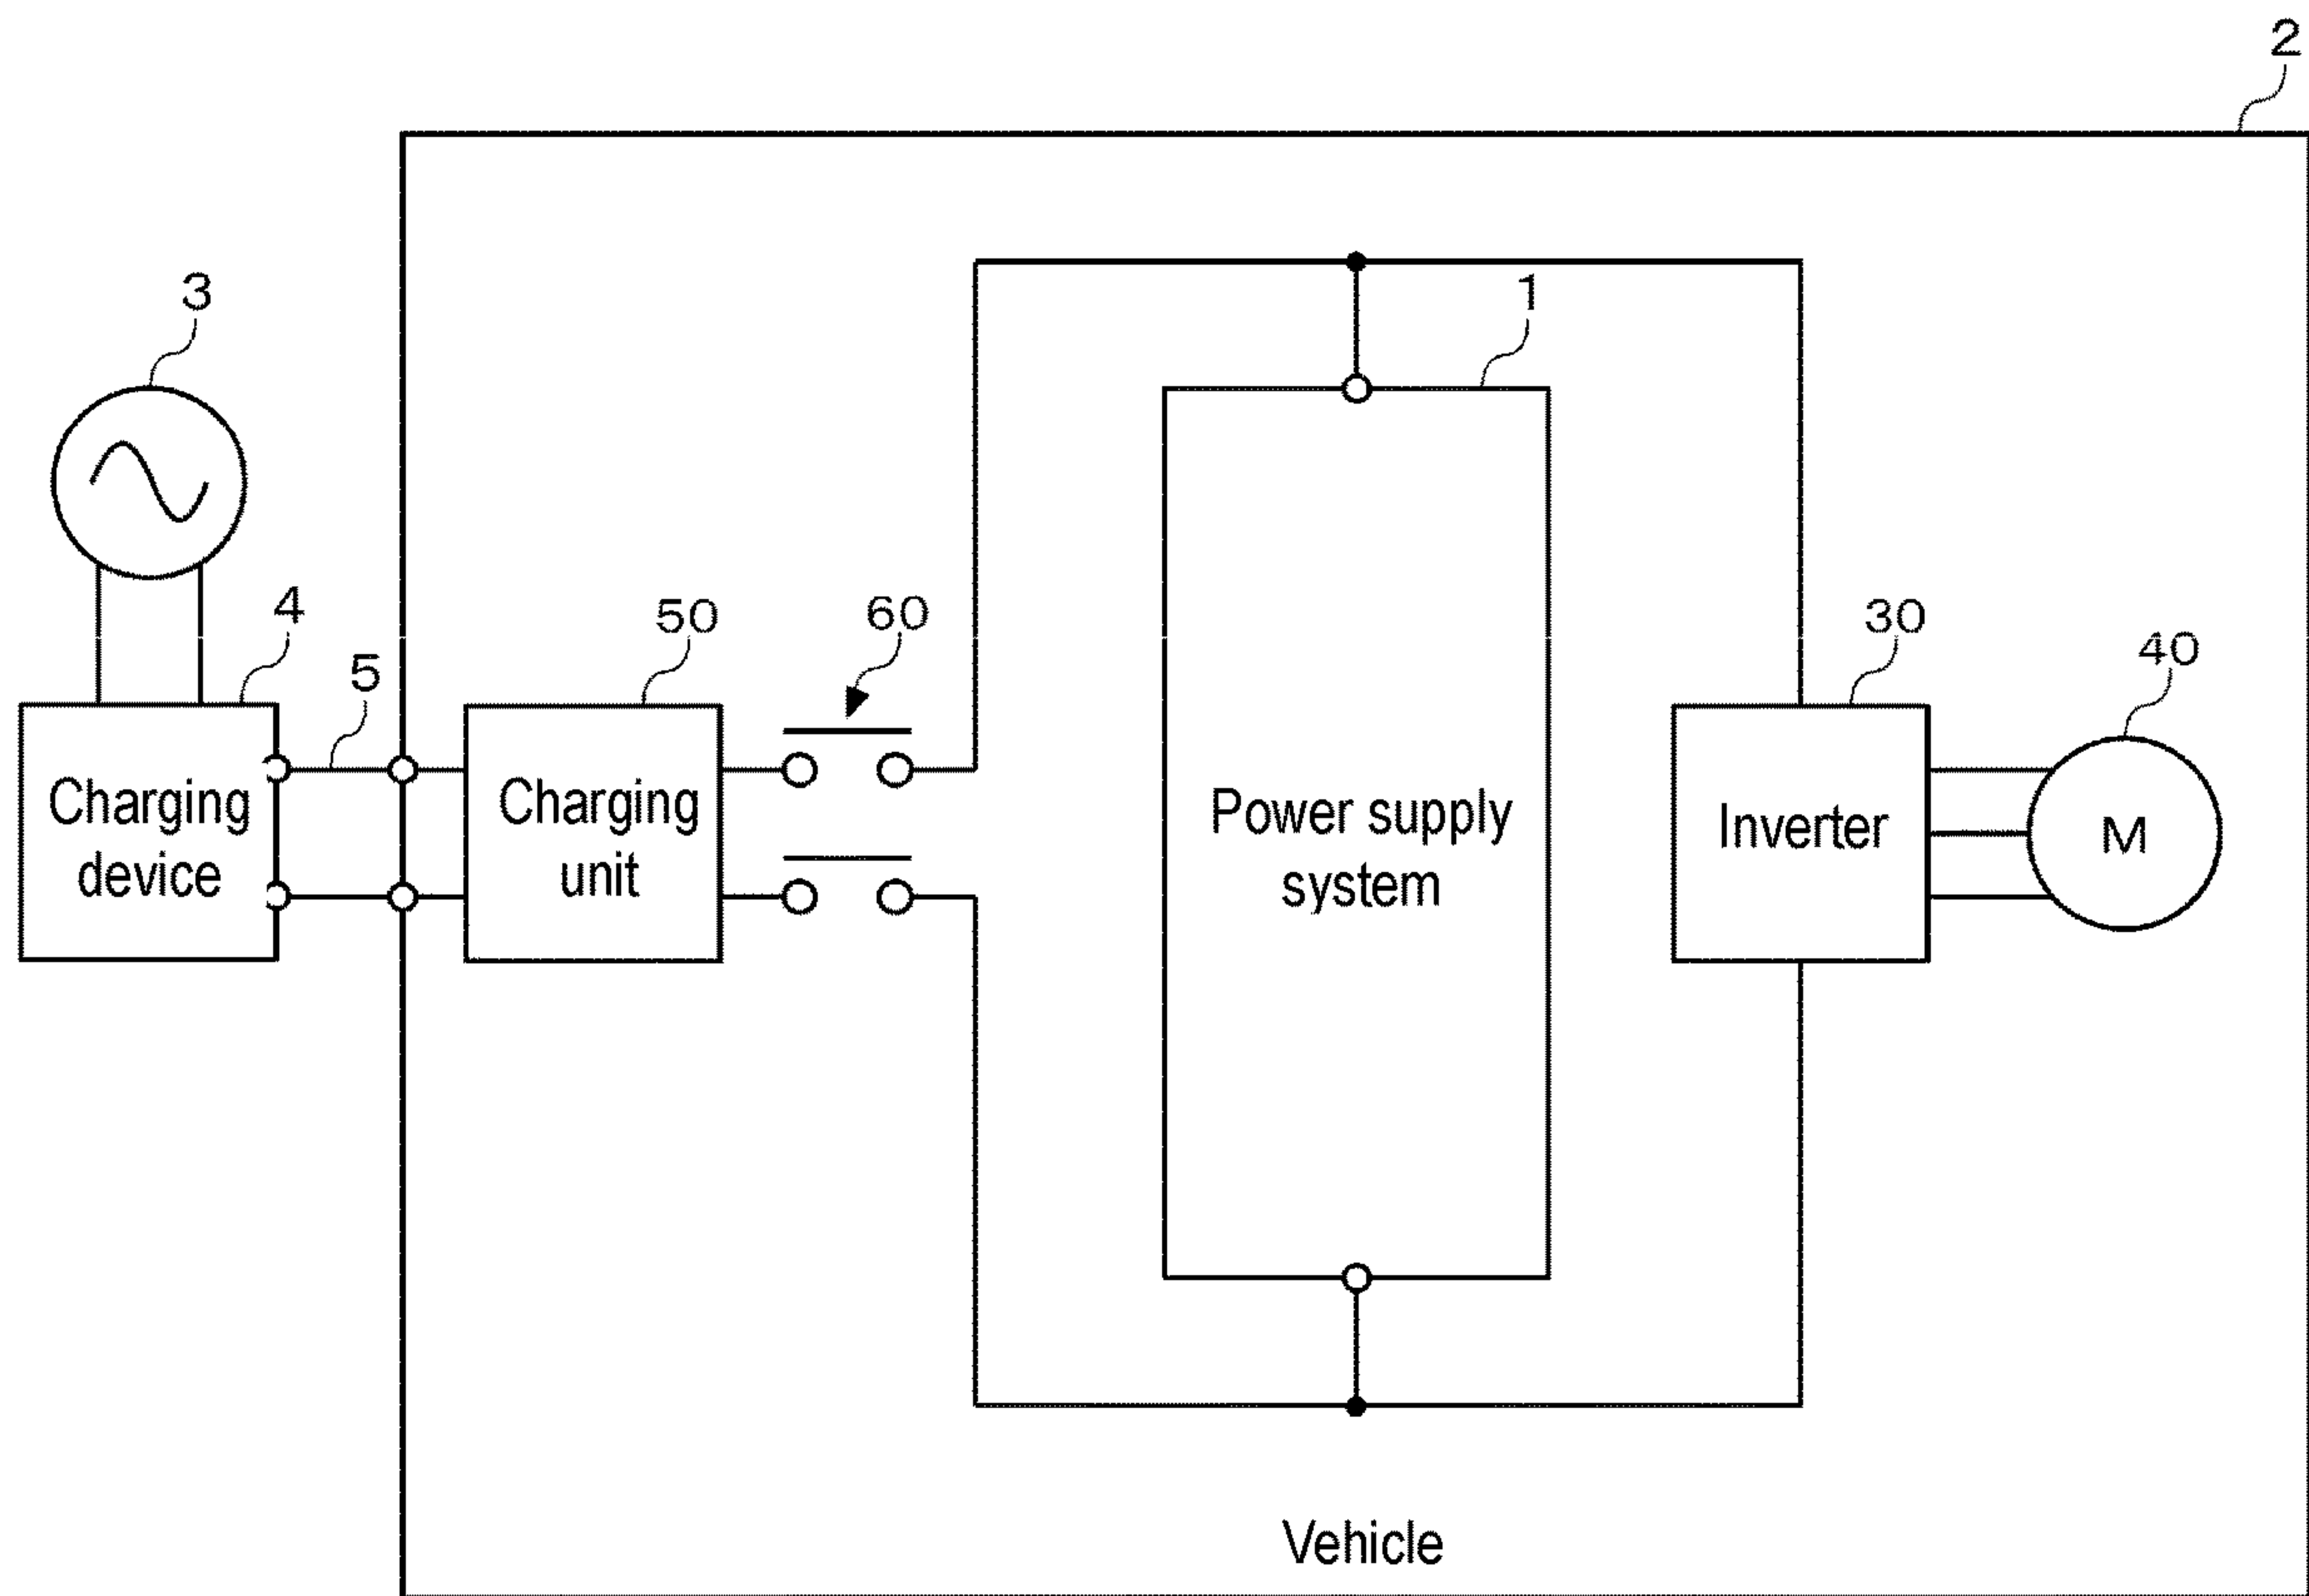 2
3
1
4
5
50
60
30
40
Charging
device
Charging
unit
Power supply
system
Inverter
M
Vehicle